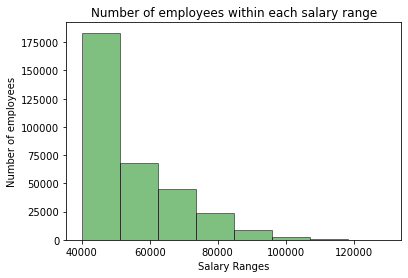 Number of employees within each salary range
Number of employees
175000
150000
125000
100000
75000
50000
25000
0
40000 60000 80000 100000 120000
Salary Ranges